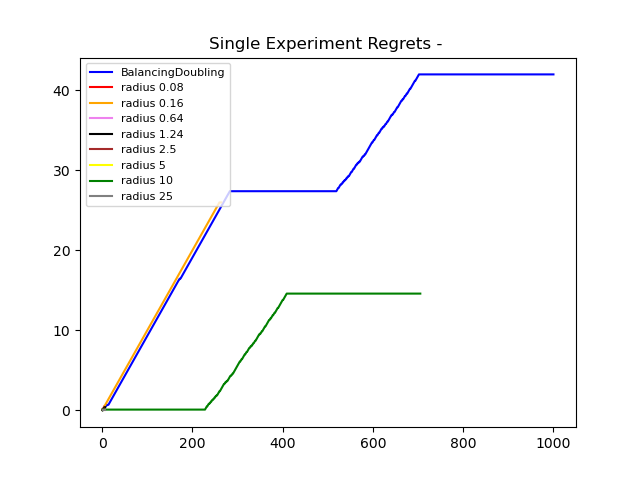 Single Experiment Regrets -
BalancingDoubling
radius 0.08
radius 0.16
radius 0.64
radius 1.24
radius 2.5
radius 5
radius 10
radius 25
40
30
20
10
0
0 200 400 600 800 1000